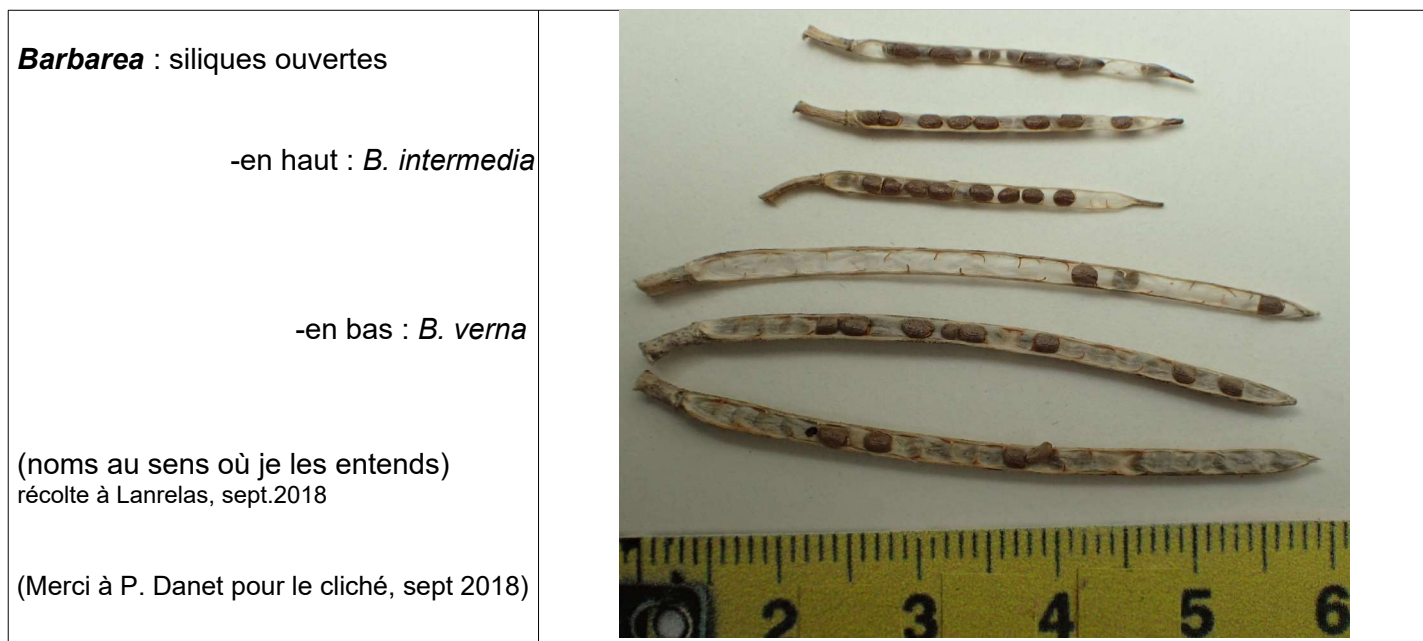 Barbarea : siliques ouvertes
-en haut : B. intermedia
-en bas : B. verna
(noms au sens où je les entends)
récolte à Lanrelas, sept.2018
(Merci à P. Danet pour le cliché, sept 2018)
2 3 4 5 6